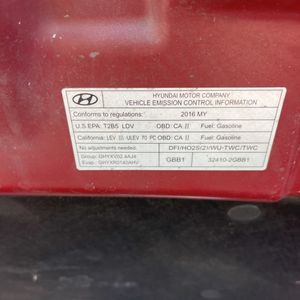 HYUNDAI MOTOR COMPANY
VEHICLE EMISSION CONTROL INFORMATION
Conforms to regulations: 2016 MY
U.S EPA: T2B5 LDV OBD: CA II Fuel: Gasoline
California: LEV III ULEV 70 PC OBD: CA II Fuel: Gasoline
No adjustments needed. DFI/HO2S(2)/WU-TWC/TWC
Group: GBB1 32410-2GBB1
Evap: